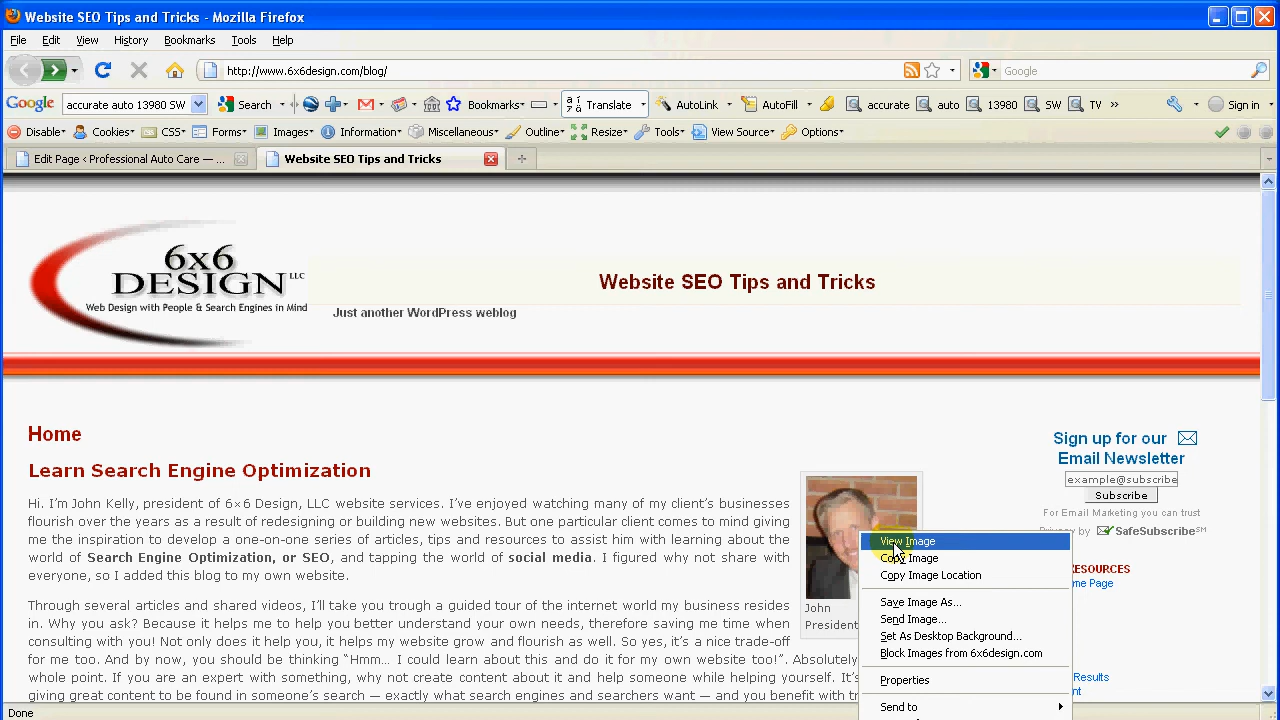 Website SEO Tips and Tricks - Mozilla Firefox
File Edit View History Bookmarks Tools Help
http://www.6x6design.com/blog/ Google
Google accurate auto 13980 SW Search Bookmarks Translate AutoLink AutoFill accurate auto 13980 SW TV Sign in
Disable Cookies CSS Forms Images Information Miscellaneous Outline Resize Tools View Source Options
Edit Page ‹ Professional Auto Care — ... Website SEO Tips and Tricks
6x6
DESIGN LLC
Web Design with People & Search Engines in Mind
Website SEO Tips and Tricks
Just another WordPress weblog
Home
Learn Search Engine Optimization
Hi. I'm John Kelly, president of 6×6 Design, LLC website services. I've enjoyed watching many of my client's businesses
flourish over the years as a result of redesigning or building new websites. But one particular client comes to mind giving
me the inspiration to develop a one-on-one series of articles, tips and resources to assist him with learning about the
world of Search Engine Optimization, or SEO, and tapping the world of social media. I figured why not share with
everyone, so I added this blog to my own website.
Through several articles and shared videos, I'll take you trough a guided tour of the internet world my business resides
in. Why you ask? Because it helps me to help you better understand your own needs, therefore saving me time when
consulting with you! Not only does it help you, it helps my website grow and flourish as well. So yes, it's a nice trade-off
for me too. And by now, you should be thinking “Hmm... I could learn about this and do it for my own website too!”. Absolutely
whole point. If you are an expert with something, why not create content about it and help someone while helping yourself. It's
giving great content to be found in someone's search — exactly what search engines and searchers want — and you benefit with tr
John
President
View Image
Copy Image
Copy Image Location
Save Image As...
Send Image...
Set As Desktop Background...
Block Images from 6x6design.com
Properties
Send to
Sign up for our
Email Newsletter
example@subscribe
Subscribe
For Email Marketing you can trust
Privacy by SafeSubscribe SM
RESOURCES
me Page
Results
nt
Done